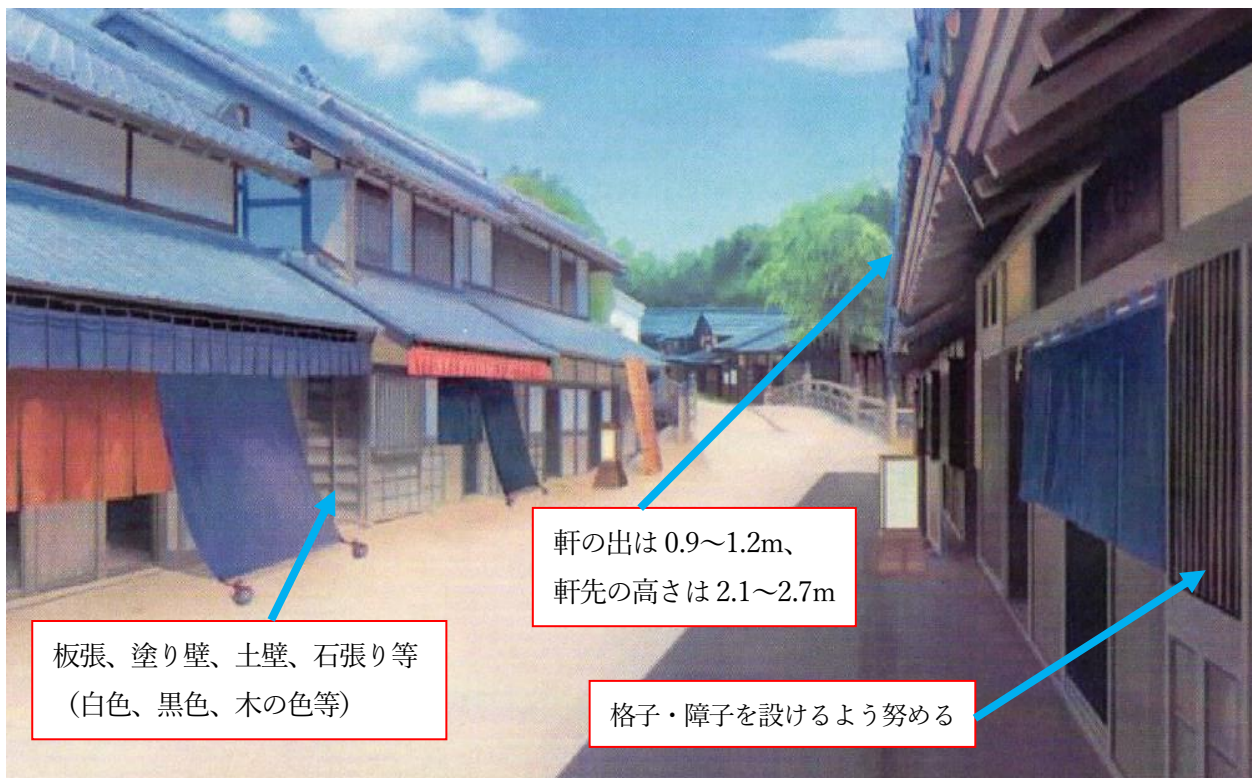 軒の出は 0.9～1.2m、
軒先の高さは 2.1～2.7m
板張、塗り壁、土壁、石張り等
（白色、黒色、木の色等）
格子・障子を設けるよう努める